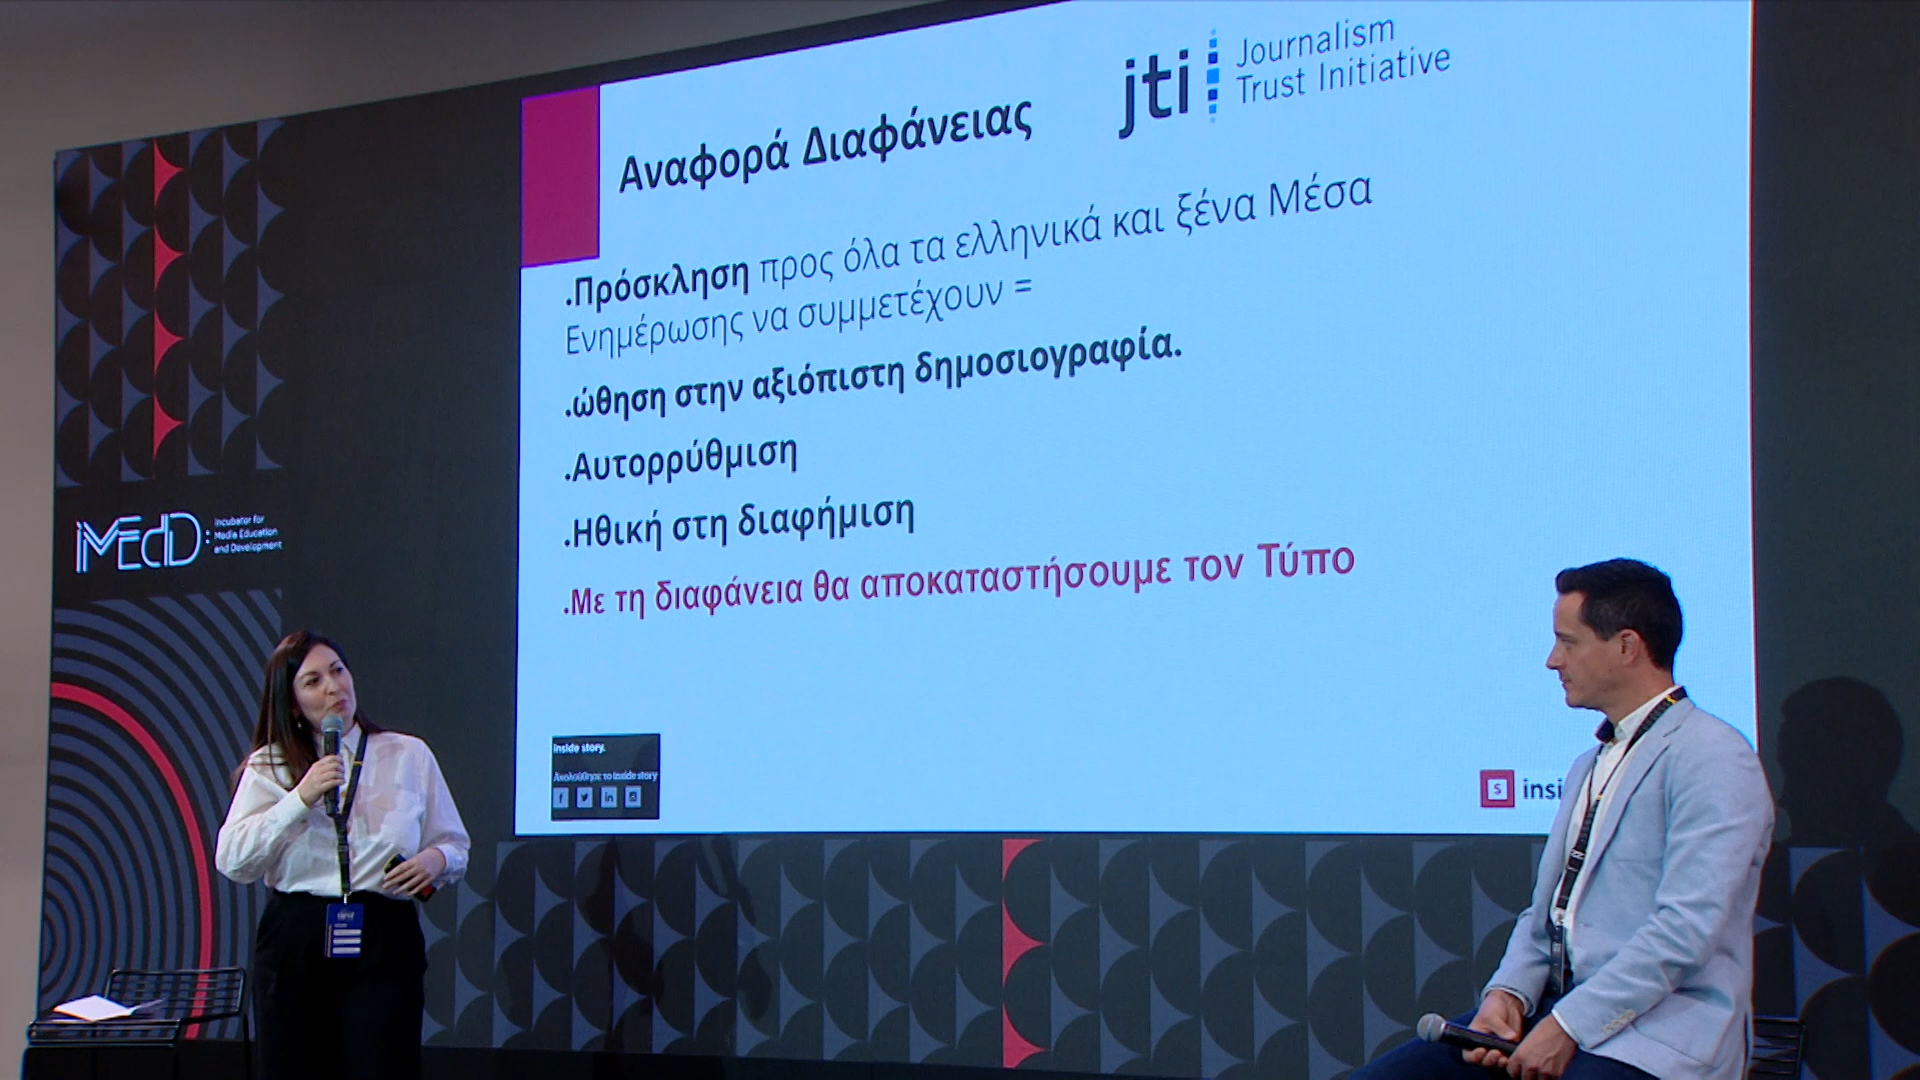 Αναφορά Διαφάνειας
jti
Journalism
Trust Initiative
.Πρόσκληση προς όλα τα ελληνικά και ξένα Μέσα
Ενημέρωσης να συμμετέχουν =
.ώθηση στην αξιόπιστη δημοσιογραφία.
.Αυτορρύθμιση
.Ηθική στη διαφήμιση
.Με τη διαφάνεια θα αποκαταστήσουμε τον Τύπο
iMEdD:
Incubator for
Media Education
and Development
inside story.
Ακολούθησε το inside story
S insi